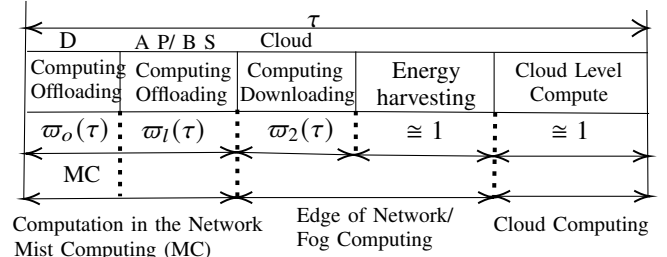 τ
D A P/ B S Cloud
Computing Offloading
Computing Offloading
Computing Downloading
Energy harvesting
Cloud Level Compute
ϖo(τ) ϖl(τ) ϖ2(τ) ≅ 1 ≅ 1
MC
Computation in the Network
Mist Computing (MC)
Edge of Network/
Fog Computing
Cloud Computing